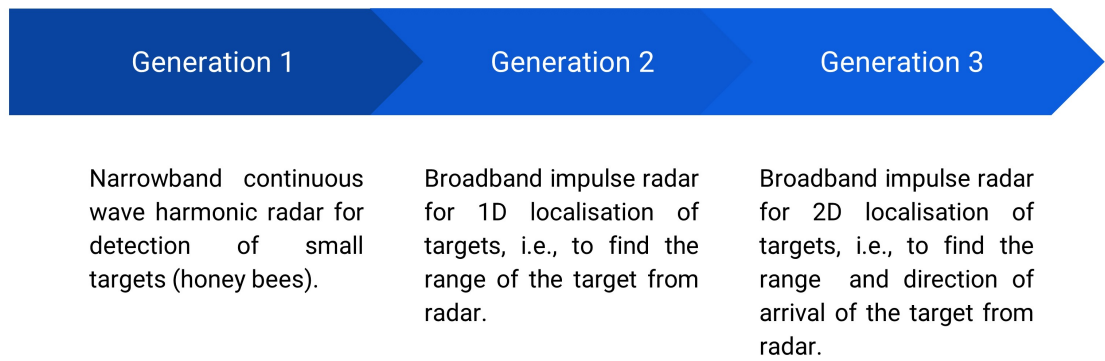 Generation 1
Generation 2
Generation 3
Narrowband continuous
wave harmonic radar for
detection of small
targets (honey bees).
Broadband impulse radar
for 1D localisation of
targets, i.e., to find the
range of the target from
radar.
Broadband impulse radar
for 2D localisation of
targets, i.e., to find the
range and direction of
arrival of the target from
radar.